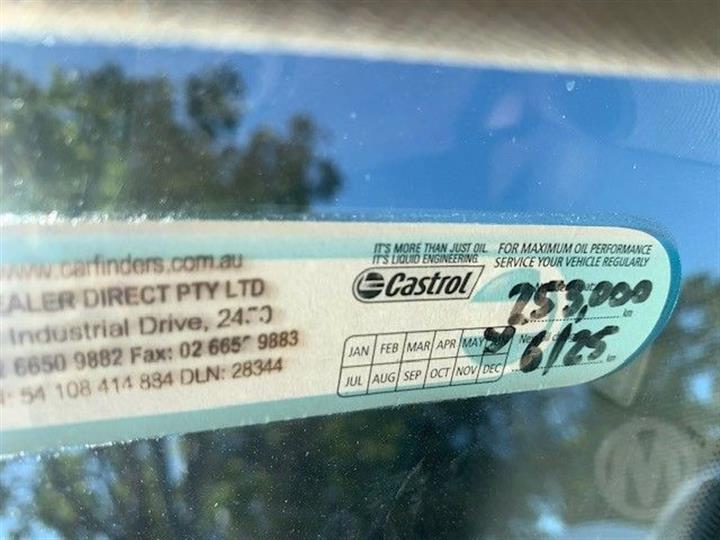 www.carfinders.com.au
EALER DIRECT PTY LTD
Industrial Drive,
6650 9882 Fax: 02 9883
54 108 414 834 DLN: 28344
IT'S MORE THAN JUST OIL.
IT'S LIQUID ENGINEERING.
Castrol
FOR MAXIMUM OIL PERFORMANCE
SERVICE YOUR VEHICLE REGULARLY
km
JAN FEB MAR APR MAY
JUL AUG SEP OCT NOV DEC
6/25
km
M